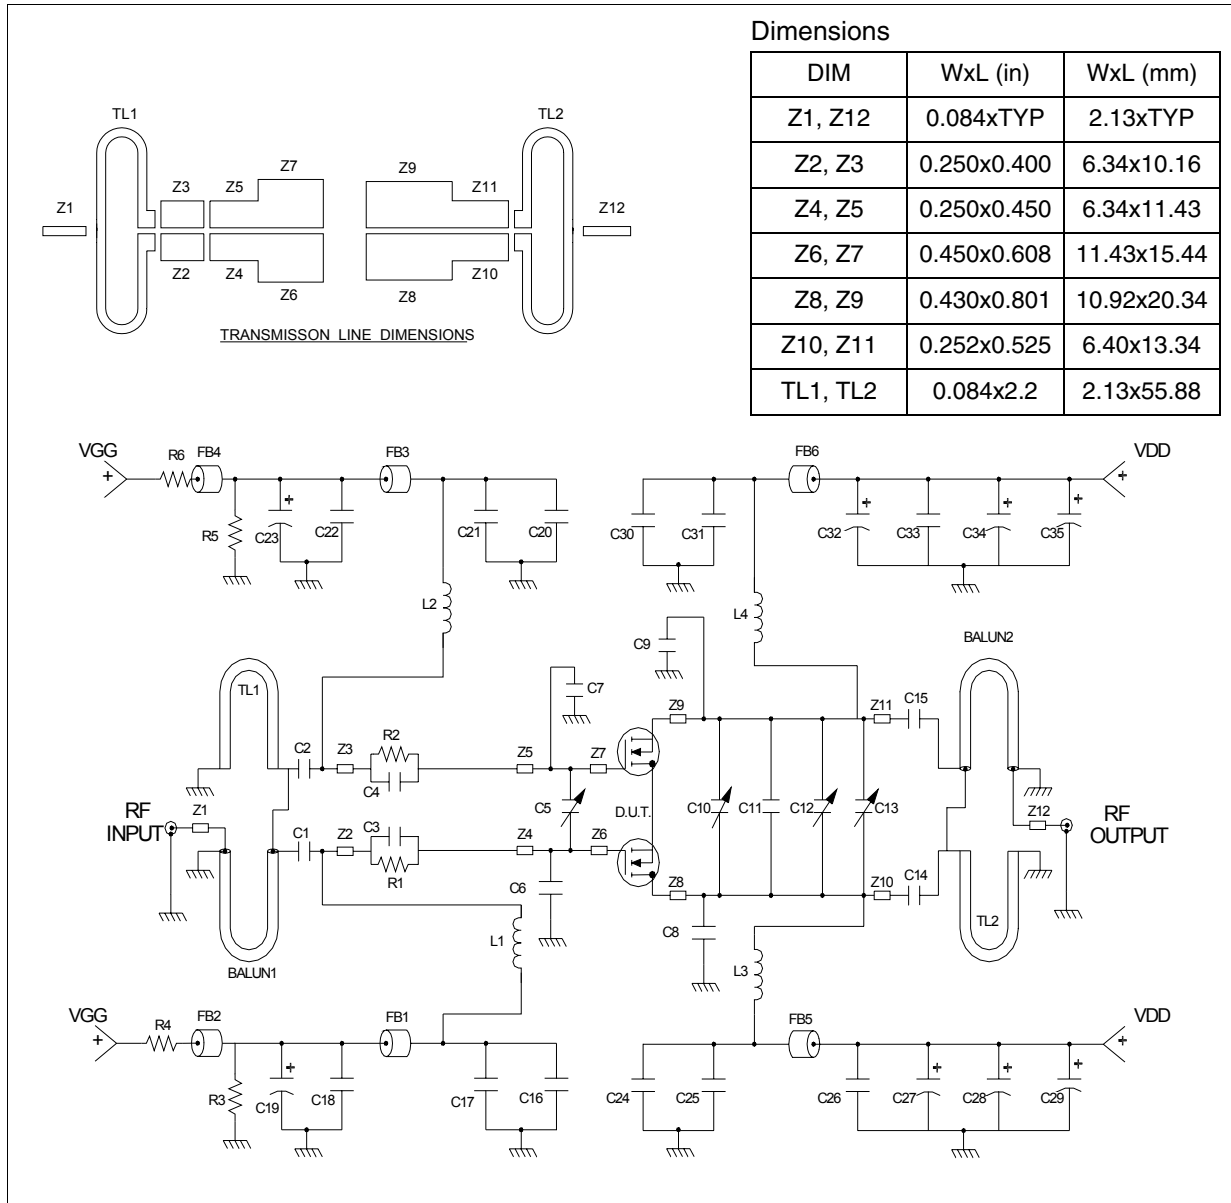 Dimensions
DIM WxL (in) WxL (mm)
Z1, Z12 0.084xTYP 2.13xTYP
Z2, Z3 0.250x0.400 6.34x10.16
Z4, Z5 0.250x0.450 6.34x11.43
Z6, Z7 0.450x0.608 11.43x15.44
Z8, Z9 0.430x0.801 10.92x20.34
Z10, Z11 0.252x0.525 6.40x13.34
TL1, TL2 0.084x2.2 2.13x55.88
TL1 TL2
Z7 Z9
Z3 Z5 Z11
Z1 Z12
Z2 Z4 Z10
Z6 Z8
TRANSMISSON LINE DIMENSIONS
VGG R6 FB4 FB3 FB6 VDD
+ +
+ + + +
R5 C23 C22 C21 C20 C30 C31 C32 C33 C34 C35
L2 L4
C9 BALUN2
TL1 C7
Z9 Z11 C15
C2 Z3 R2 Z5 Z7
C4
C5 D.U.T. C10 C11 C12 C13
RF INPUT Z1 Z12 RF OUTPUT
C1 Z2 C3 Z4 Z6
R1 C6 Z8 Z10 C14
C8 TL2
L1 L3
BALUN1
VGG R4 FB2 FB1 FB5 VDD
+ +
+ + + +
R3 C19 C18 C17 C16 C24 C25 C26 C27 C28 C29